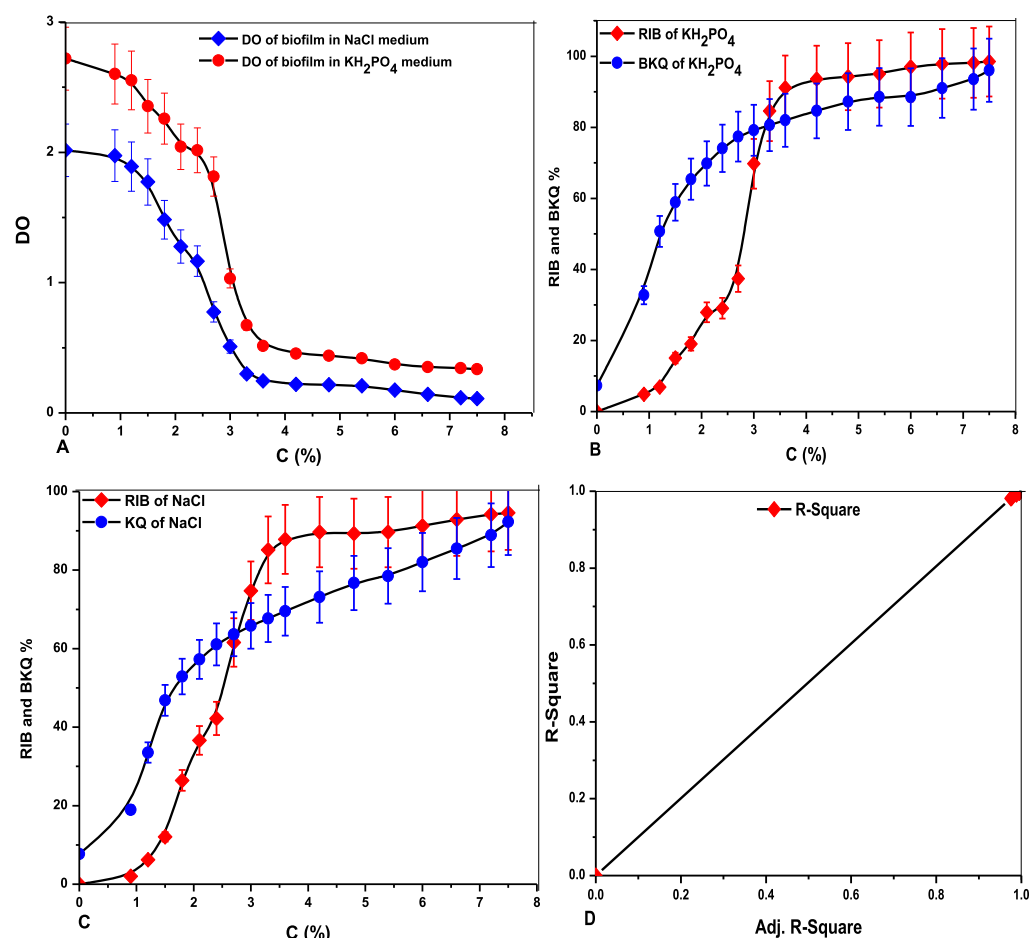 3
2
1
0
DO
DO of biofilm in NaCl medium
DO of biofilm in KH2PO4 medium
0 1 2 3 4 5 6 7 8
A
C (%)
100
80
60
40
20
0
RIB and BKQ %
RIB of KH2PO4
BKQ of KH2PO4
0 1 2 3 4 5 6 7 8
B
C (%)
100
80
60
40
20
0
RIB and BKQ %
RIB of NaCl
KQ of NaCl
0 1 2 3 4 5 6 7 8
C
C (%)
1.0
0.8
0.6
0.4
0.2
0.0
R-Square
R-Square
0.0 0.2 0.4 0.6 0.8 1.0
D
Adj. R-Square